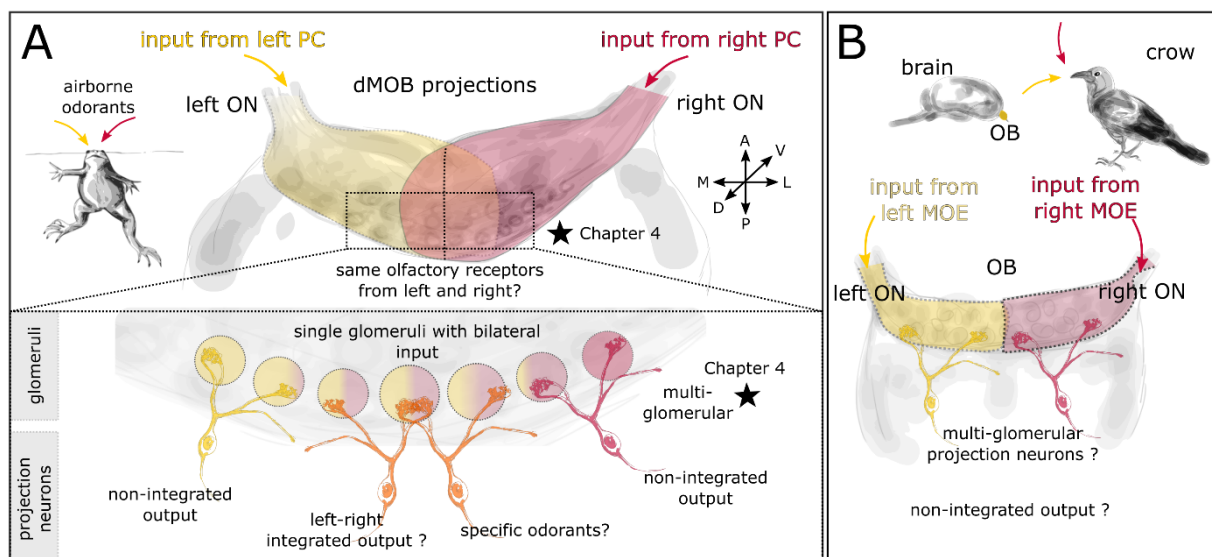 A
input from left PC
input from right PC
airborne
odorants
left ON
dMOB projections
right ON
A
V
M
L
D
P
Chapter 4
same olfactory receptors
from left and right?
glomeruli
single glomeruli with bilateral
input
Chapter 4
multi-
glomerular
projection
neurons
non-integrated
output
left-right
integrated output ?
specific odorants?
non-integrated
output
B
brain
crow
OB
input from
left MOE
input from
right MOE
OB
left ON
right ON
multi-glomerular
projection neurons ?
non-integrated output ?